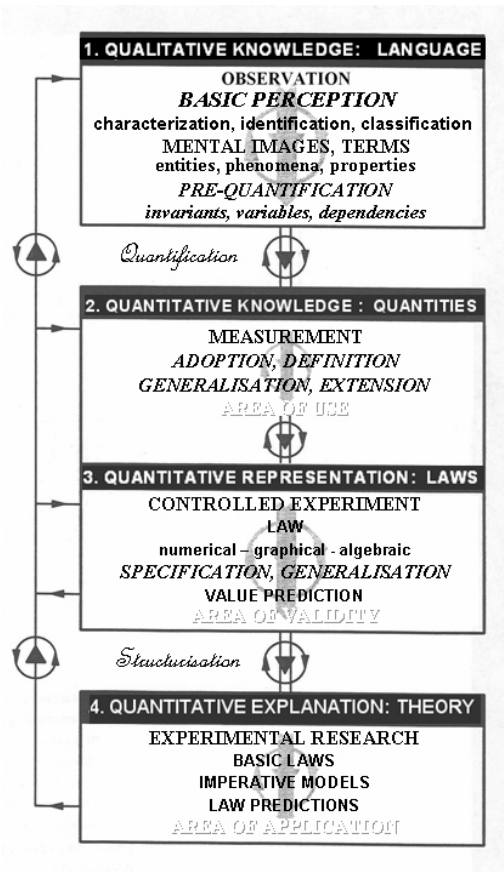 1. QUALITATIVE KNOWLEDGE: LANGUAGE
OBSERVATION
BASIC PERCEPTION
characterization, identification, classification
MENTAL IMAGES, TERMS
entities, phenomena, properties
PRE-QUANTIFICATION
invariants, variables, dependencies
Quantification
2. QUANTITATIVE KNOWLEDGE : QUANTITIES
MEASUREMENT
ADOPTION, DEFINITION
GENERALISATION, EXTENSION
AREA OF USE
3. QUANTITATIVE REPRESENTATION: LAWS
CONTROLLED EXPERIMENT
LAW
numerical – graphical - algebraic
SPECIFICATION, GENERALISATION
VALUE PREDICTION
AREA OF VALIDITY
Structurisation
4. QUANTITATIVE EXPLANATION: THEORY
EXPERIMENTAL RESEARCH
BASIC LAWS
IMPERATIVE MODELS
LAW PREDICTIONS
AREA OF APPLICATION